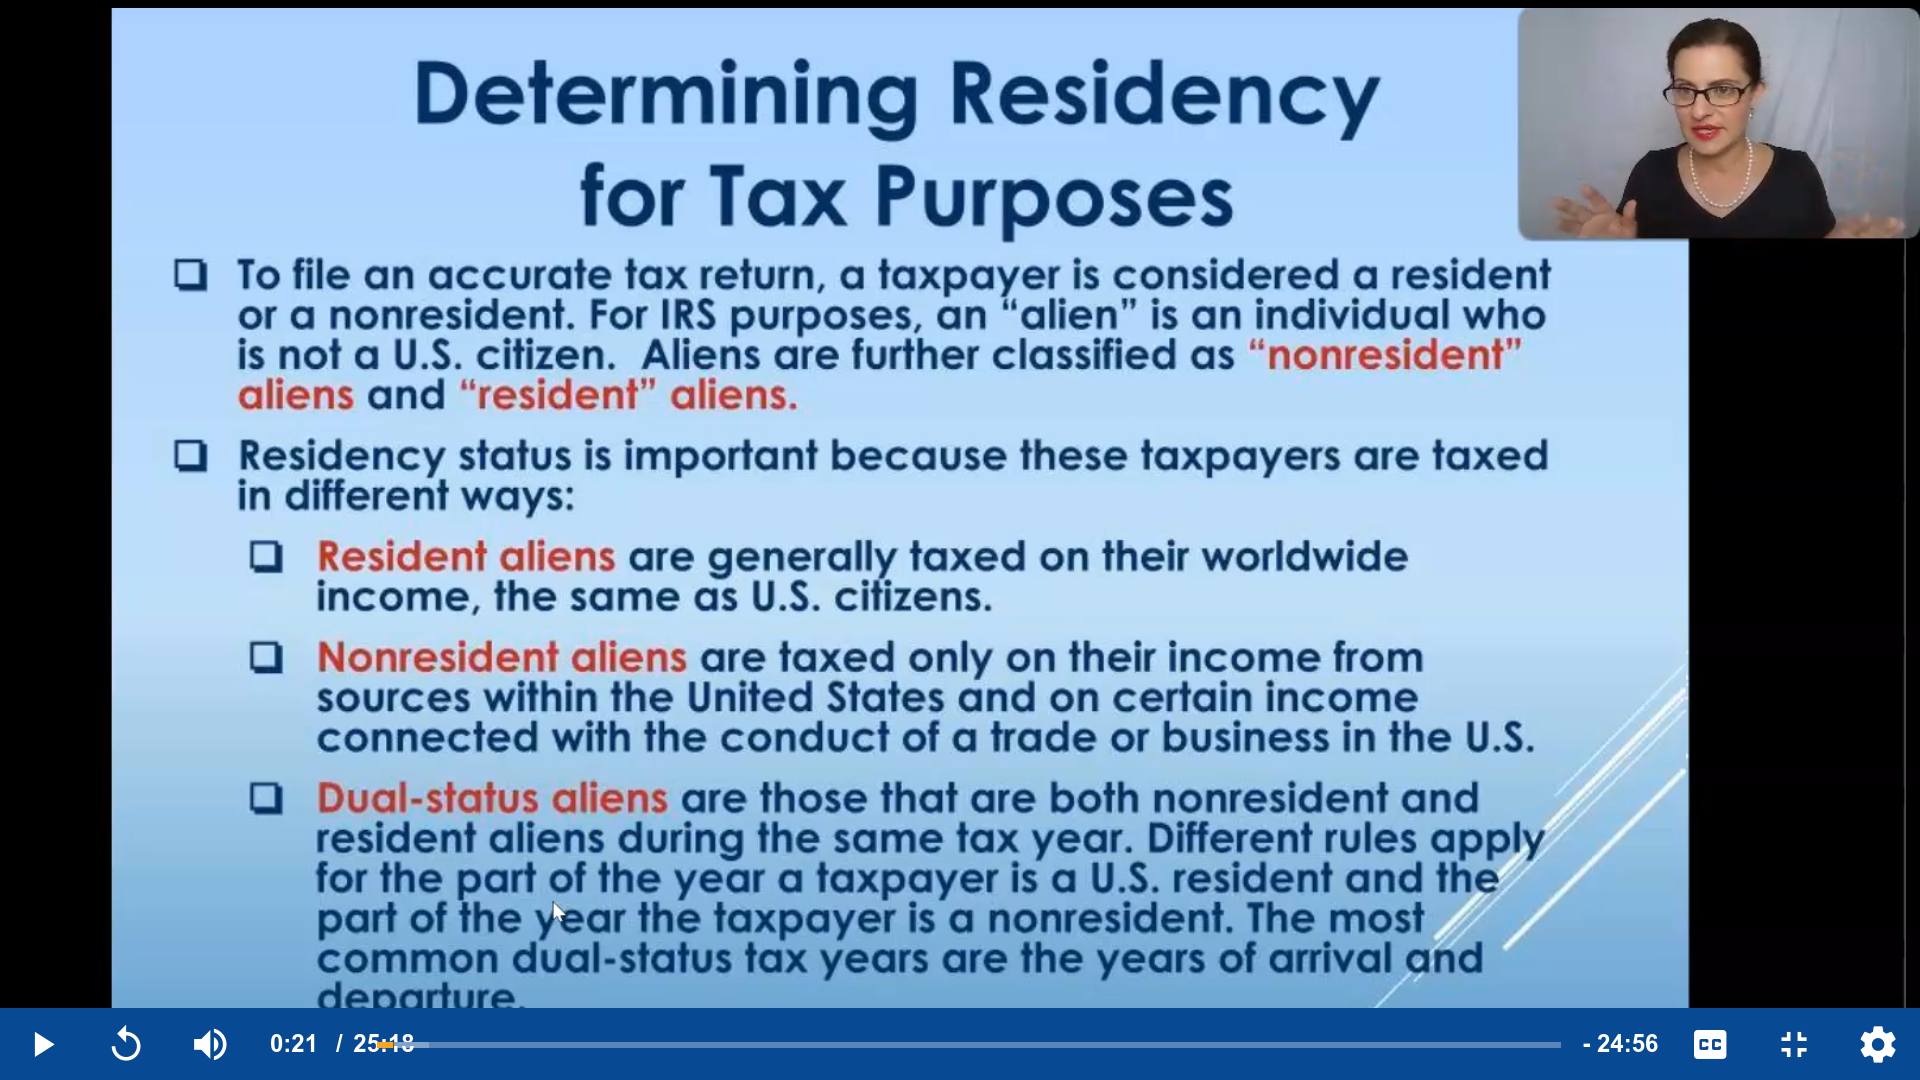 Determining Residency
for Tax Purposes
To file an accurate tax return, a taxpayer is considered a resident
or a nonresident. For IRS purposes, an “alien” is an individual who
is not a U.S. citizen. Aliens are further classified as “nonresident”
aliens and “resident” aliens.
Residency status is important because these taxpayers are taxed
in different ways:
Resident aliens are generally taxed on their worldwide
income, the same as U.S. citizens.
Nonresident aliens are taxed only on their income from
sources within the United States and on certain income
connected with the conduct of a trade or business in the U.S.
Dual-status aliens are those that are both nonresident and
resident aliens during the same tax year. Different rules apply
for the part of the year a taxpayer is a U.S. resident and the
part of the year the taxpayer is a nonresident. The most
common dual-status tax years are the years of arrival and
departure.
0:21 / 25:18 - 24:56 CC